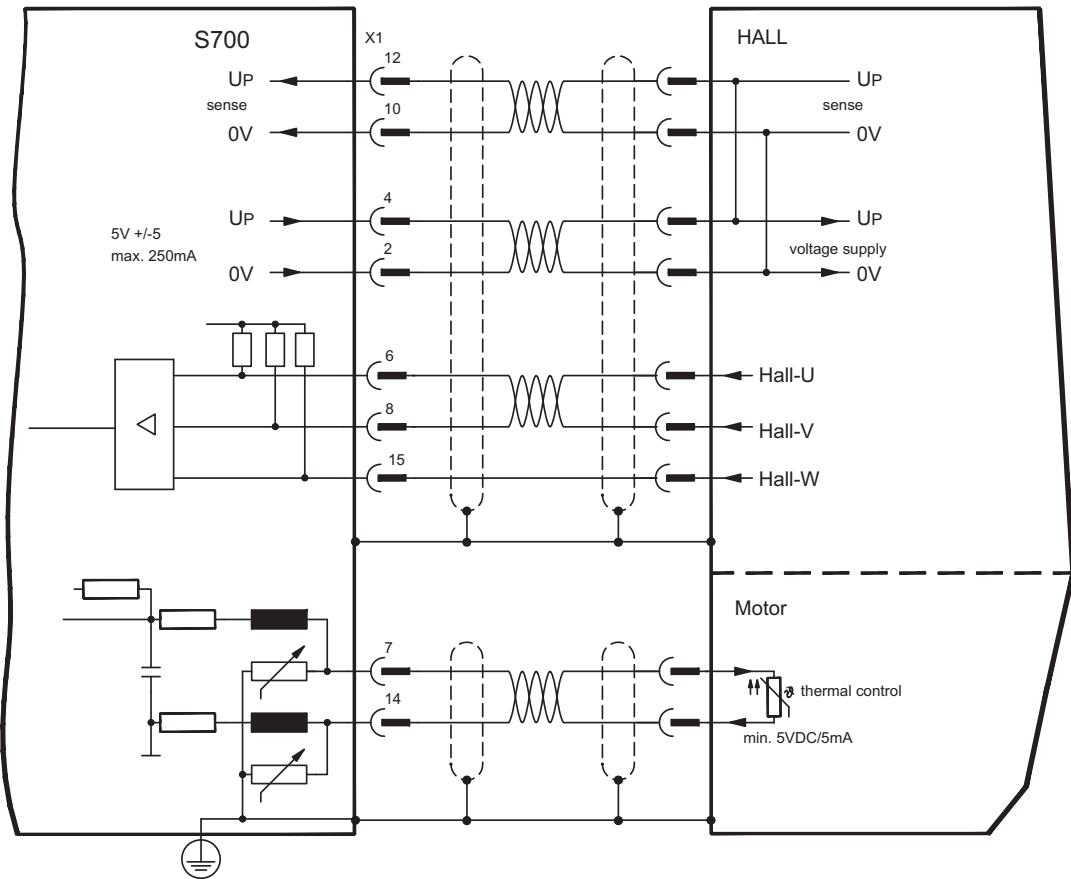 S700
X1
HALL
12
UP
UP
sense
sense
10
0V
0V
4
UP
UP
5V +/-5
max. 250mA
2
voltage supply
0V
0V
6
Hall-U
8
Hall-V
15
Hall-W
Motor
7
ϑ thermal control
14
min. 5VDC/5mA